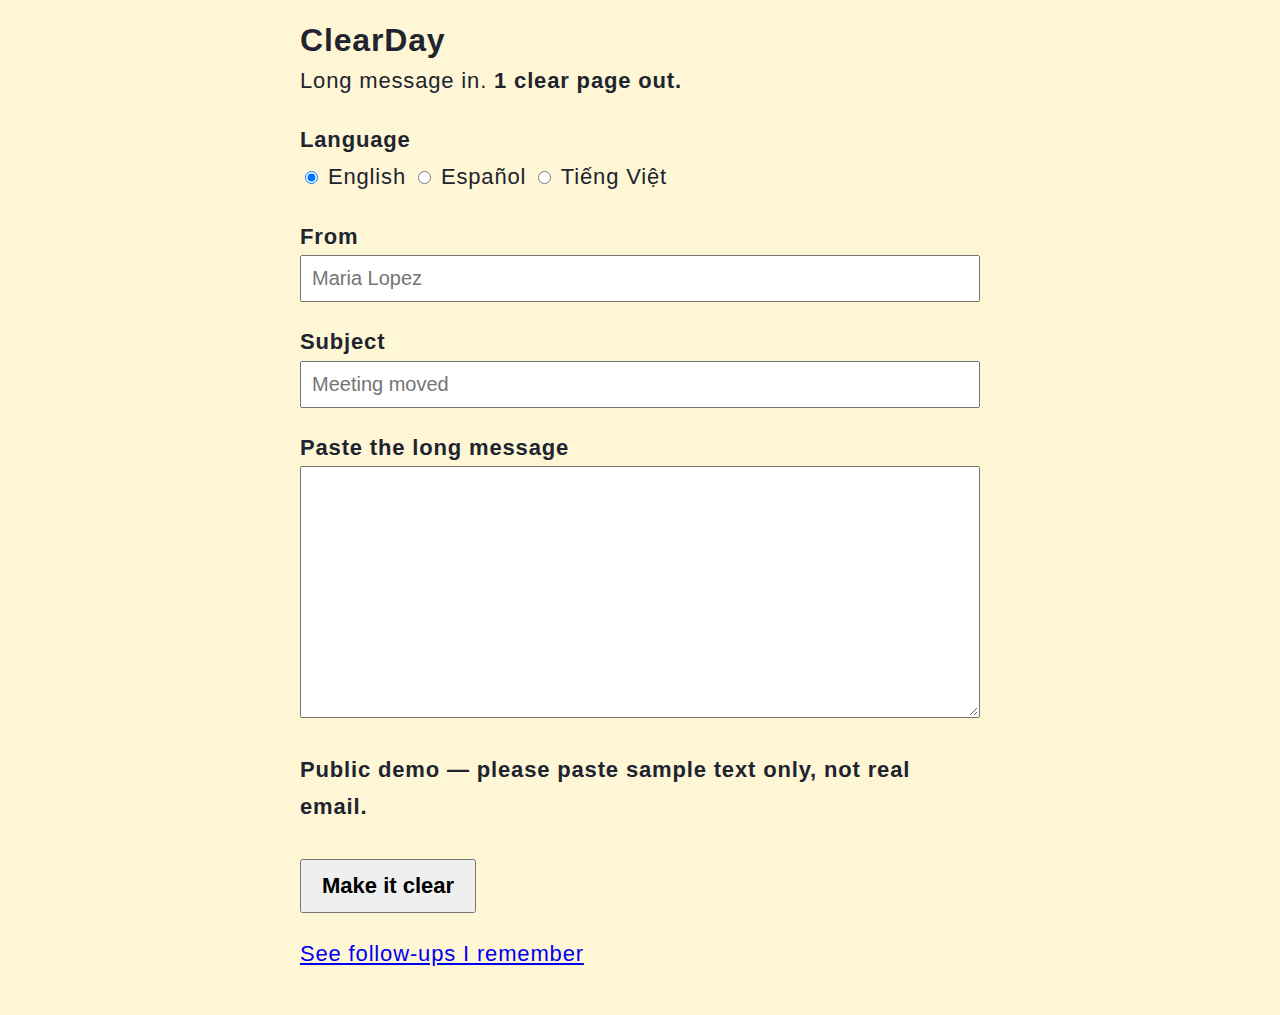 ClearDay
Long message in. 1 clear page out.
Language
English Español Tiếng Việt
From
Maria Lopez
Subject
Meeting moved
Paste the long message
Public demo — please paste sample text only, not real
email.
Make it clear
See follow-ups I remember